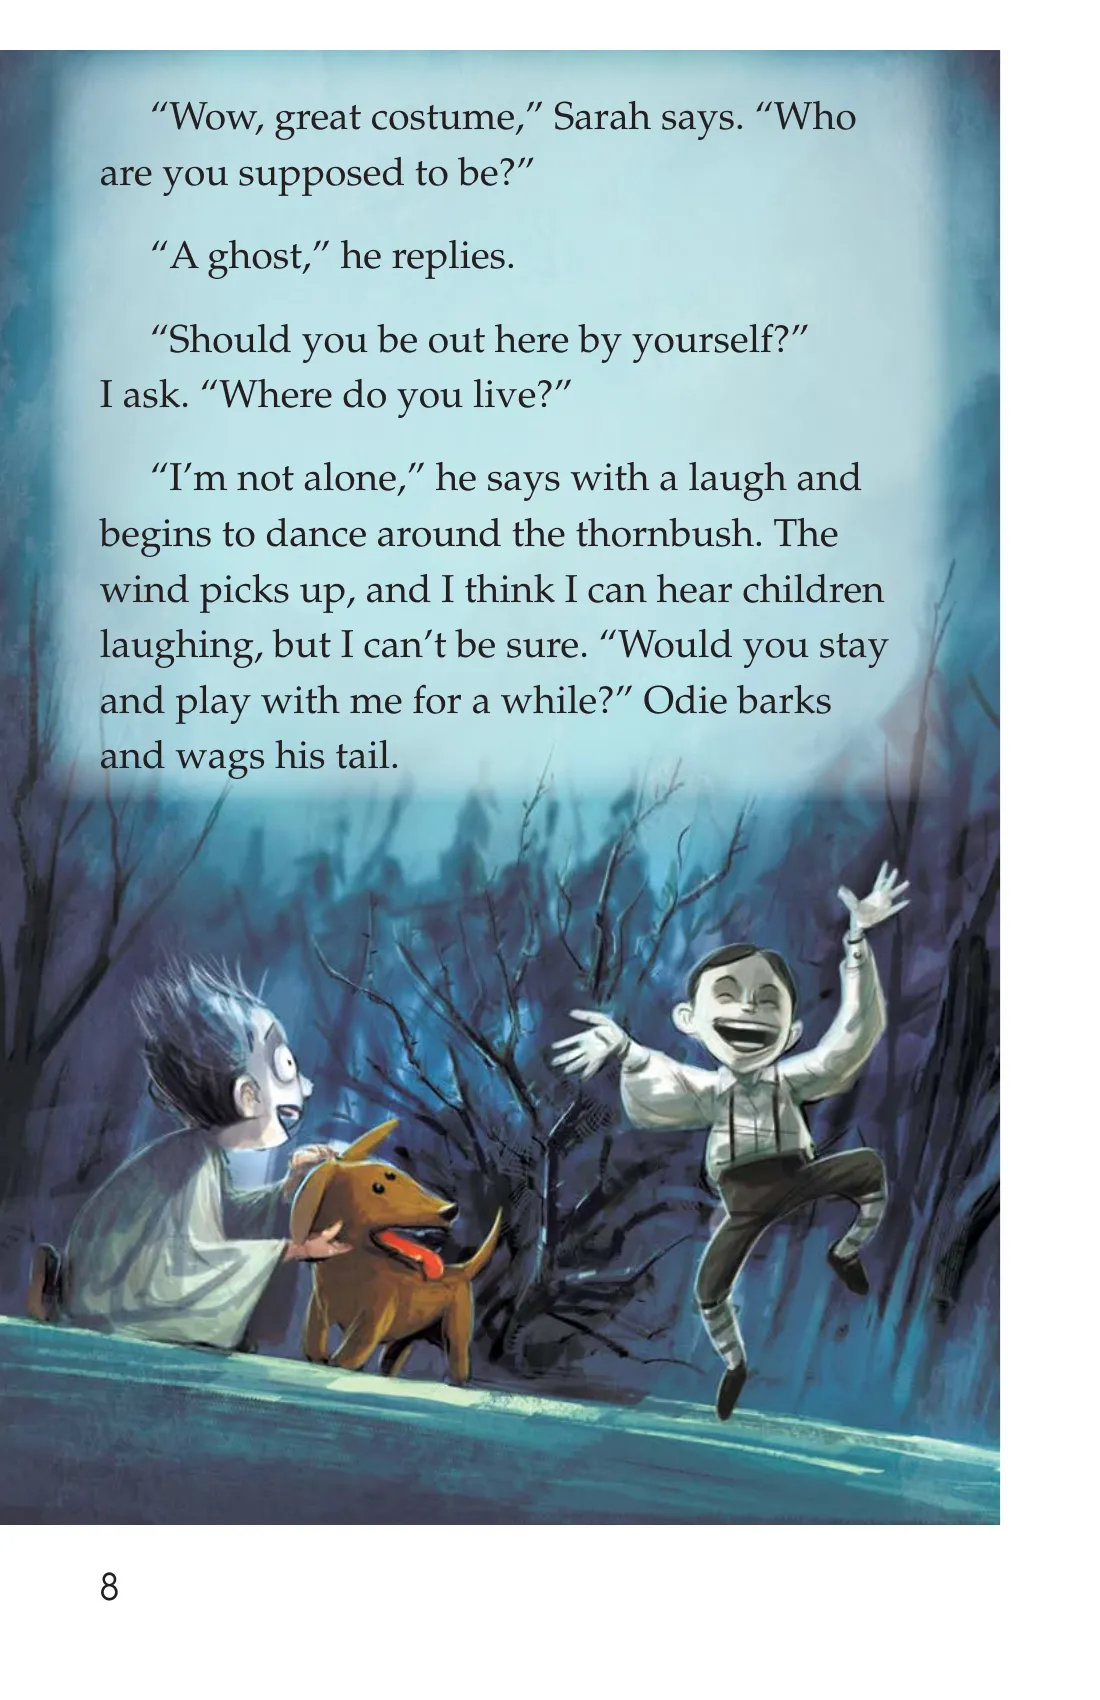 “Wow, great costume,” Sarah says. “Who
are you supposed to be?”
“A ghost,” he replies.
“Should you be out here by yourself?”
I ask. “Where do you live?”
“I’m not alone,” he says with a laugh and
begins to dance around the thornbush. The
wind picks up, and I think I can hear children
laughing, but I can’t be sure. “Would you stay
and play with me for a while?” Odie barks
and wags his tail.
8